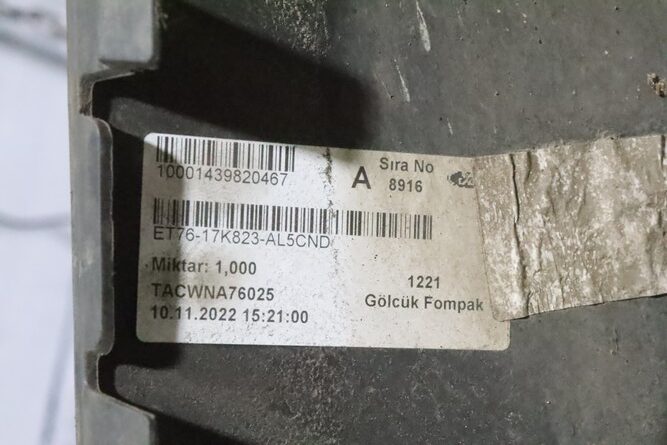 10001439820467
A
Sıra No
8916
ET76-17K823-AL5CND
Miktar: 1,000
TACWNA76025
10.11.2022 15:21:00
1221
Gölcük Fompak